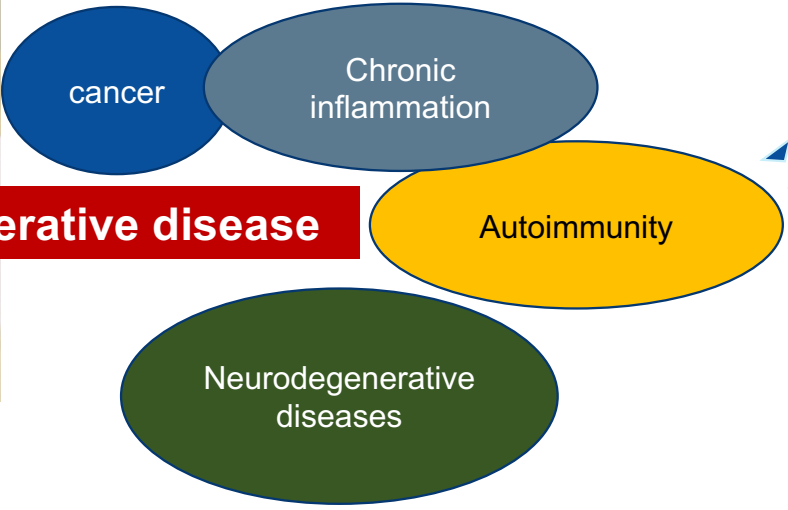 cancer
Chronic
inflammation
erative disease
Autoimmunity
Neurodegenerative
diseases